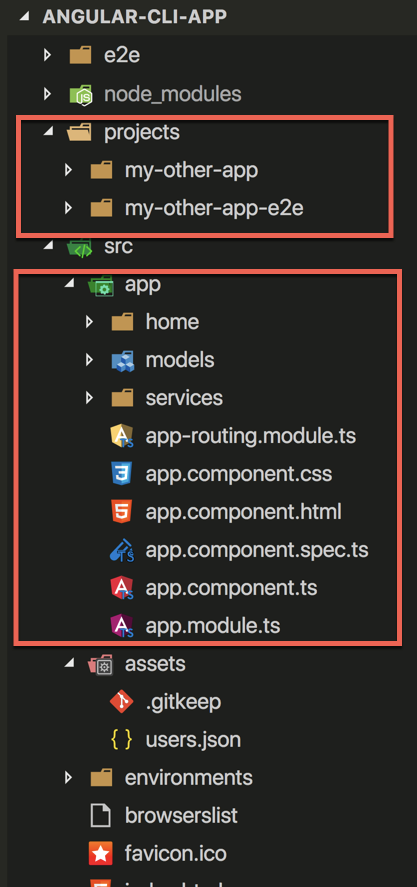 ANGULAR-CLI-APP
e2e
node_modules
projects
my-other-app
my-other-app-e2e
src
app
home
models
services
app-routing.module.ts
app.component.css
app.component.html
app.component.spec.ts
app.component.ts
app.module.ts
assets
.gitkeep
users.json
environments
browserslist
favicon.ico